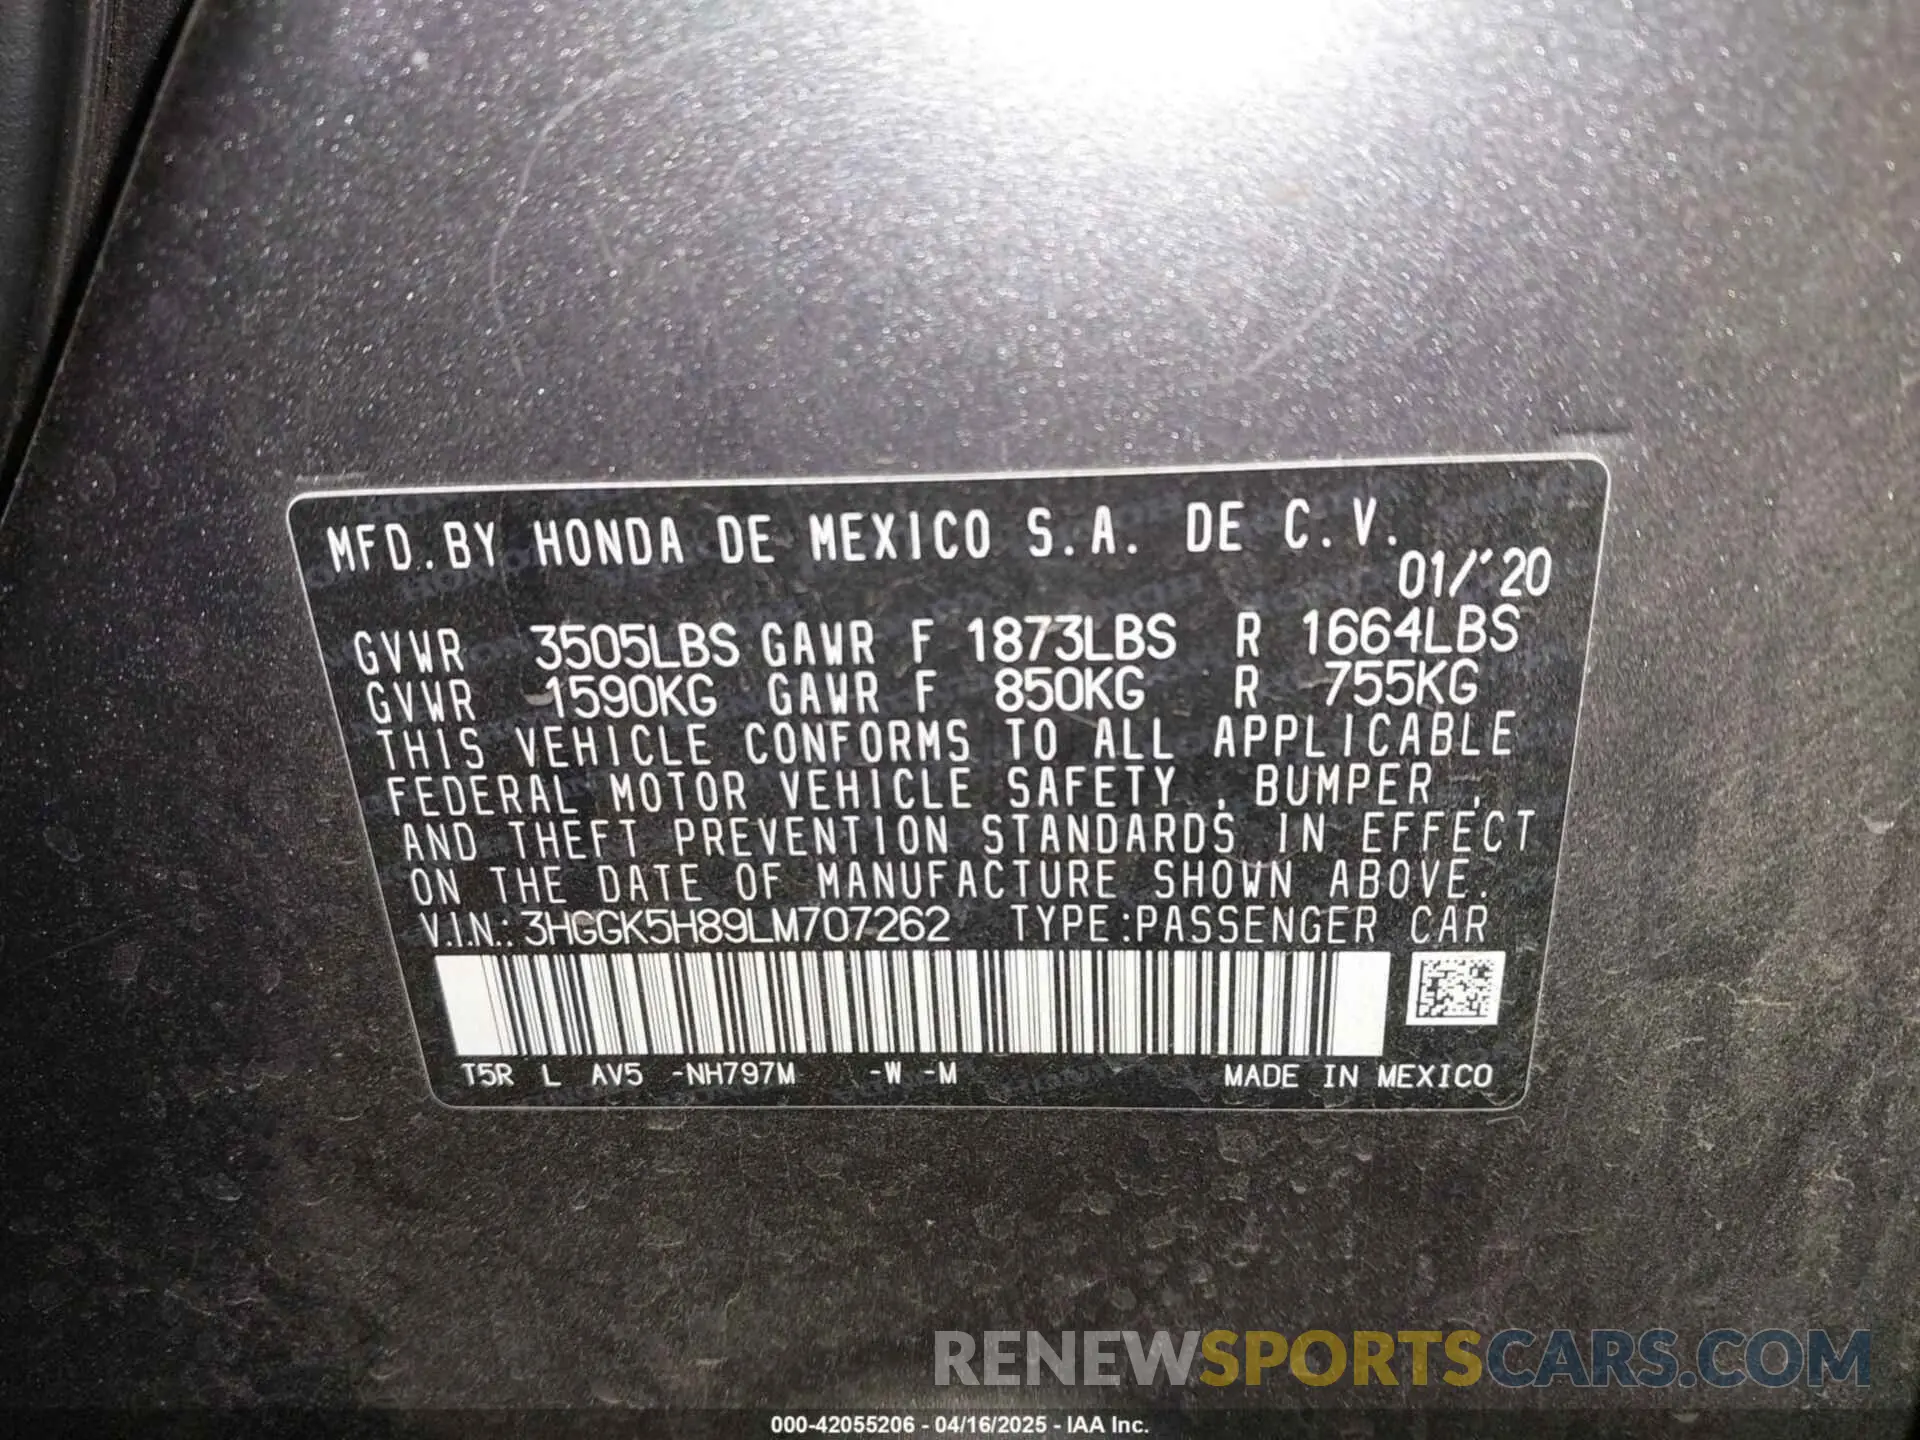 MFD.BY HONDA DE MEXICO S.A. DE C.V.
01/'20
GVWR 3505LBS GAWR F 1873LBS R 1664LBS
GVWR 1590KG GAWR F 850KG R 755KG
THIS VEHICLE CONFORMS TO ALL APPLICABLE
FEDERAL MOTOR VEHICLE SAFETY , BUMPER ,
AND THEFT PREVENTION STANDARDS IN EFFECT
ON THE DATE OF MANUFACTURE SHOWN ABOVE.
V.I.N.: 3HGGK5H89LM707262 TYPE:PASSENGER CAR
T5R L AV5 -NH797M -W -M MADE IN MEXICO
RENEWSPORTSCARS.COM
000-42055206 - 04/16/2025 - IAA Inc.